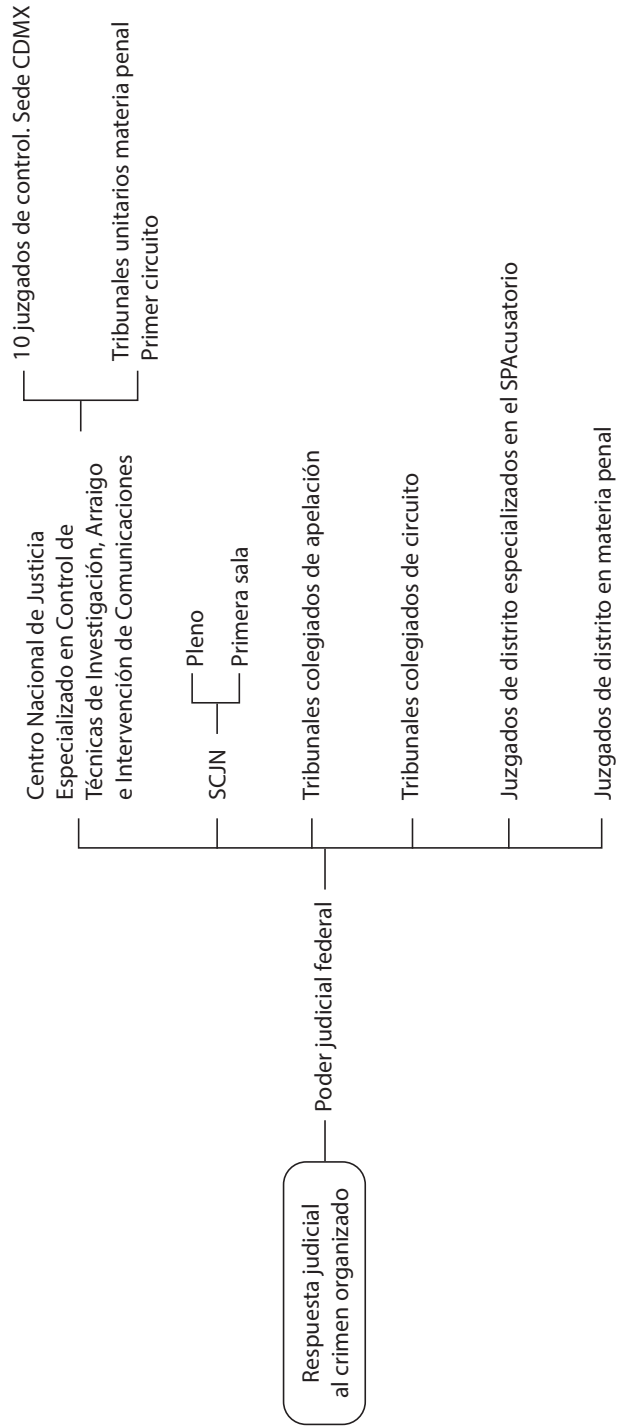 Respuesta judicial
al crimen organizado
Poder judicial federal
Centro Nacional de Justicia
Especializado en Control de
Técnicas de Investigación, Arraigo
e Intervención de Comunicaciones
10 juzgados de control. Sede CDMX
Tribunales unitarios materia penal
Primer circuito
SCJN
Pleno
Primera sala
Tribunales colegiados de apelación
Tribunales colegiados de circuito
Juzgados de distrito especializados en el SPAcusatorio
Juzgados de distrito en materia penal